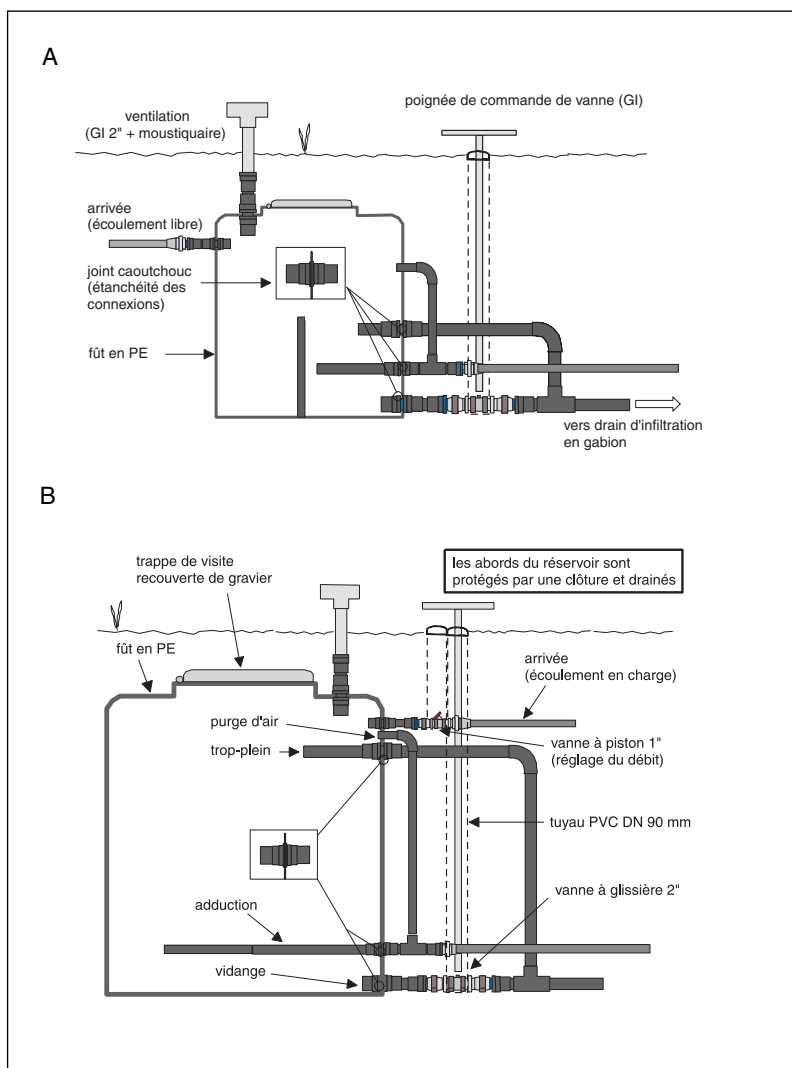 A
ventilation
(GI 2" + moustiquaire)
poignée de commande de vanne (GI)
arrivée
(écoulement libre)
joint caoutchouc
(étanchéité des
connexions)
fût en PE
vers drain d'infiltration
en gabion
B
trappe de visite
recouverte de gravier
les abords du réservoir sont
protégés par une clôture et drainés
fût en PE
arrivée
(écoulement en charge)
purge d'air
trop-plein
vanne à piston 1"
(réglage du débit)
tuyau PVC DN 90 mm
vanne à glissière 2"
adduction
vidange